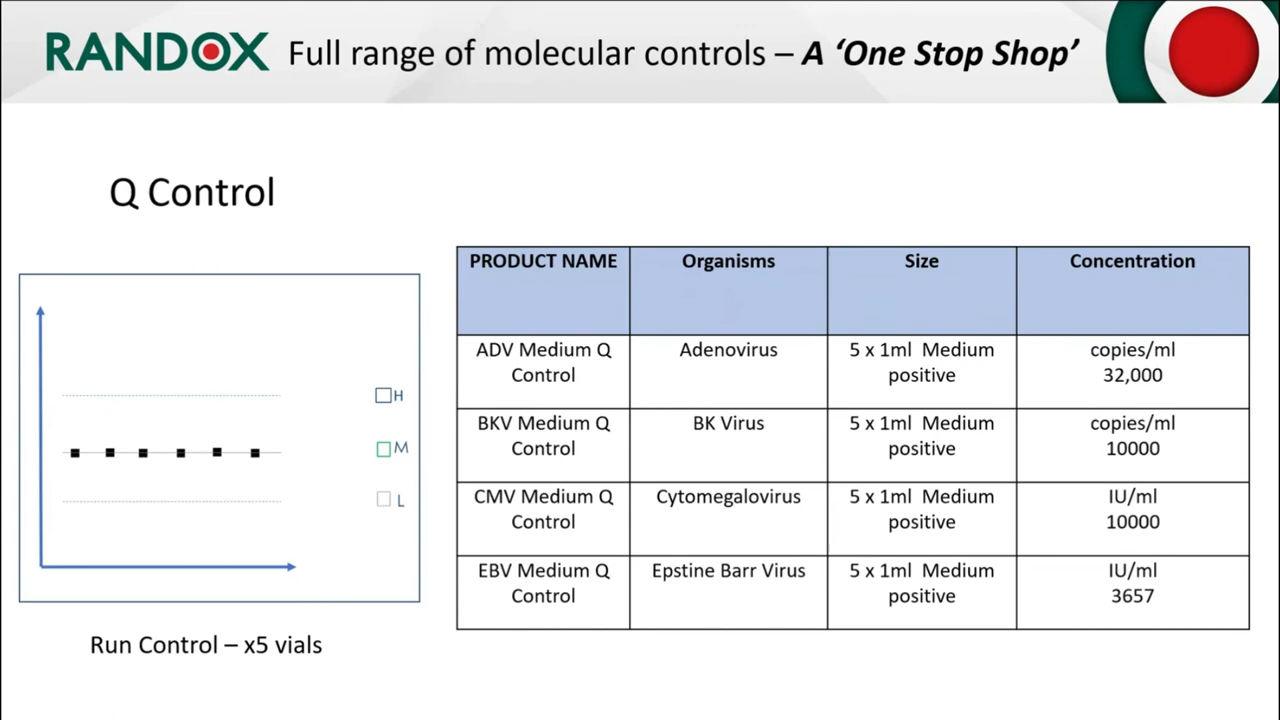 RANDOX Full range of molecular controls – A ‘One Stop Shop’
Q Control
H
M
L
Run Control – x5 vials
PRODUCT NAME Organisms Size Concentration
ADV Medium Q Adenovirus 5 x 1ml Medium copies/ml
Control positive 32,000
BKV Medium Q BK Virus 5 x 1ml Medium copies/ml
Control positive 10000
CMV Medium Q Cytomegalovirus 5 x 1ml Medium IU/ml
Control positive 10000
EBV Medium Q Epstine Barr Virus 5 x 1ml Medium IU/ml
Control positive 3657